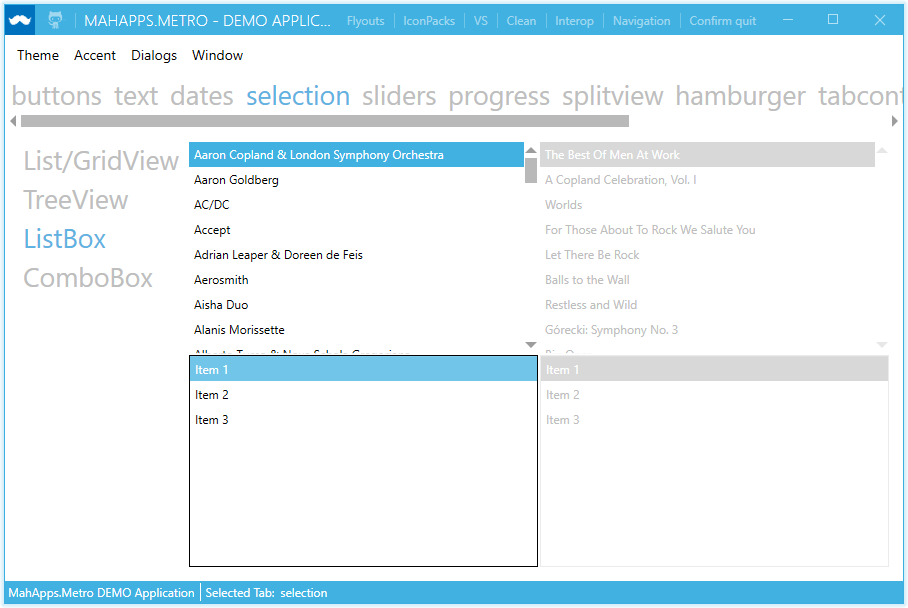 MAHAPPS.METRO - DEMO APPLIC... Flyouts IconPacks VS Clean Interop Navigation Confirm quit
Theme Accent Dialogs Window
buttons text dates selection sliders progress splitview hamburger tabcont
List/GridView
TreeView
ListBox
ComboBox
Aaron Copland & London Symphony Orchestra
Aaron Goldberg
AC/DC
Accept
Adrian Leaper & Doreen de Feis
Aerosmith
Aisha Duo
Alanis Morissette
The Best Of Men At Work
A Copland Celebration, Vol. I
Worlds
For Those About To Rock We Salute You
Let There Be Rock
Balls to the Wall
Restless and Wild
Górecki: Symphony No. 3
Item 1
Item 2
Item 3
Item 1
Item 2
Item 3
MahApps.Metro DEMO Application Selected Tab: selection